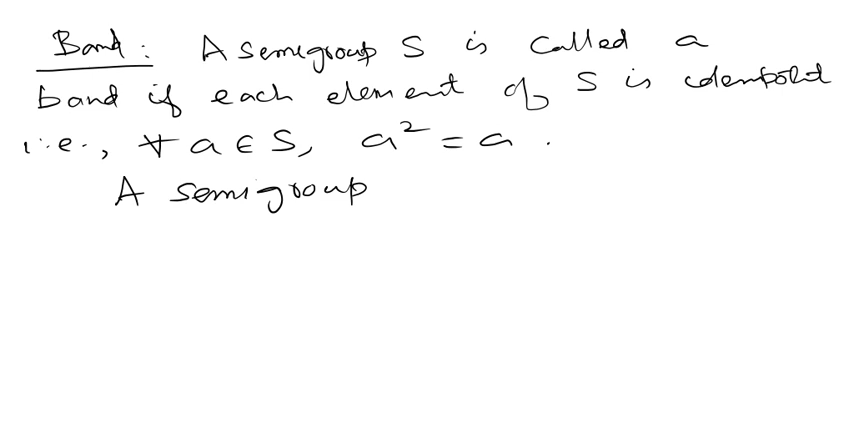 Band: A semigroup S is called a
band if each element of S is idempotent
i.e., ∀ a ∈ S, a² = a.
A semigroup